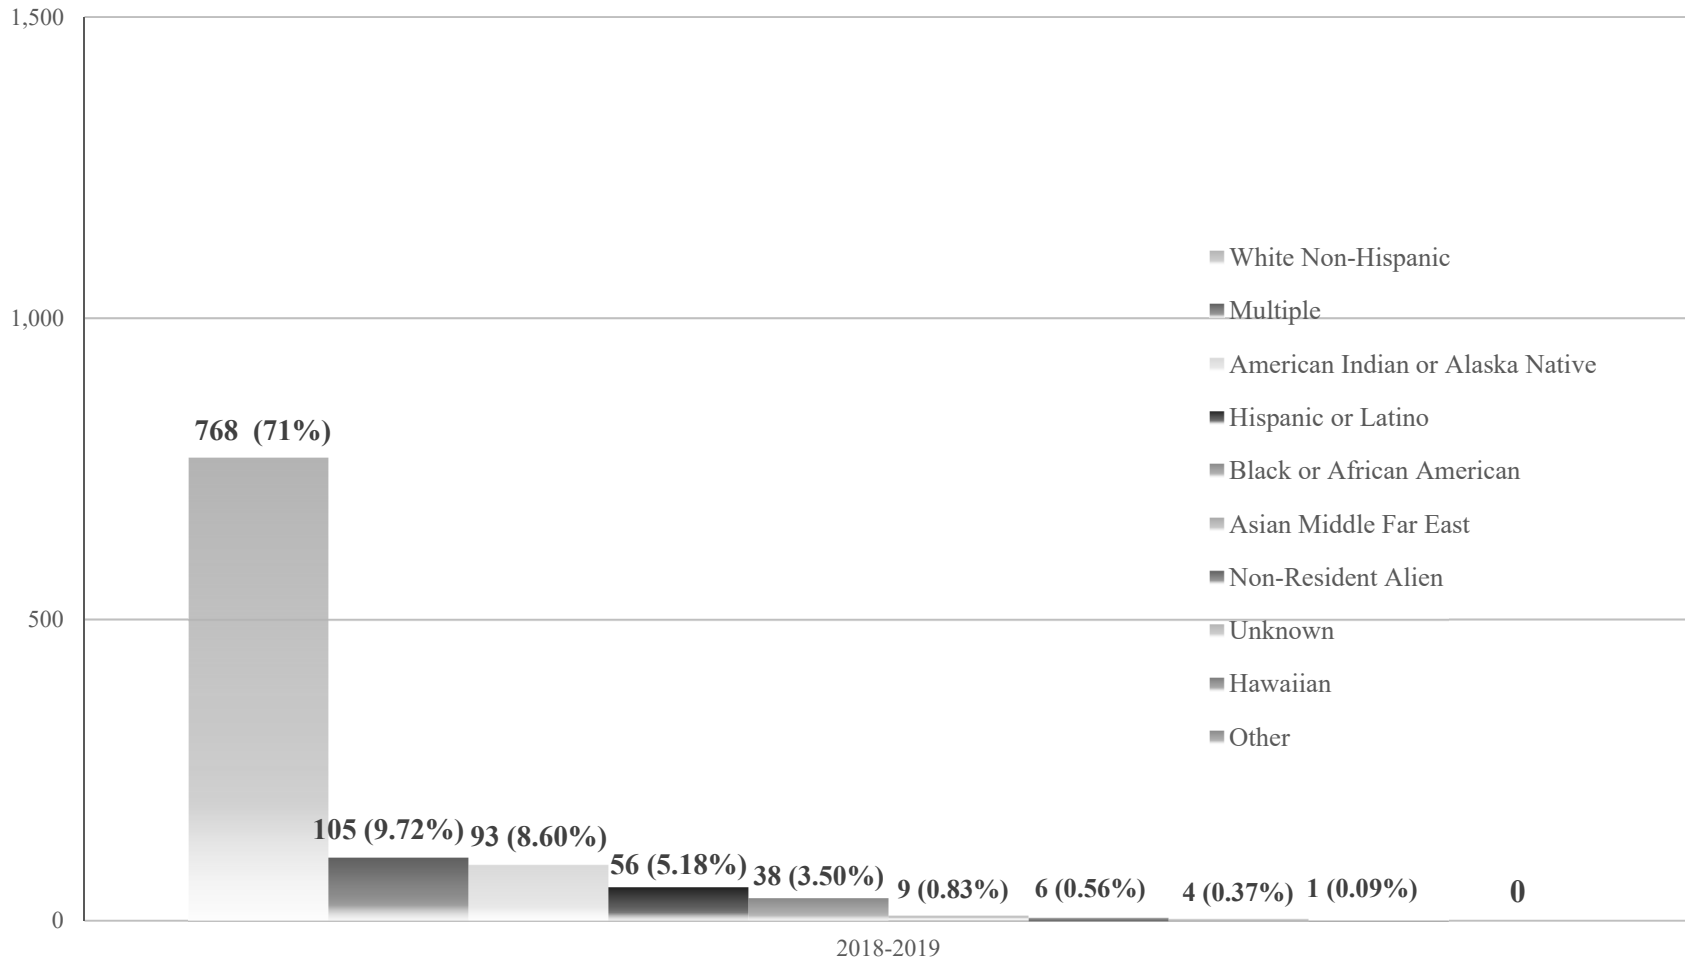 1,500
1,000
500
0
768 (71%)
105 (9.72%)
93 (8.60%)
56 (5.18%)
38 (3.50%)
9 (0.83%)
6 (0.56%)
4 (0.37%)
1 (0.09%)
0
2018-2019
White Non-Hispanic
Multiple
American Indian or Alaska Native
Hispanic or Latino
Black or African American
Asian Middle Far East
Non-Resident Alien
Unknown
Hawaiian
Other